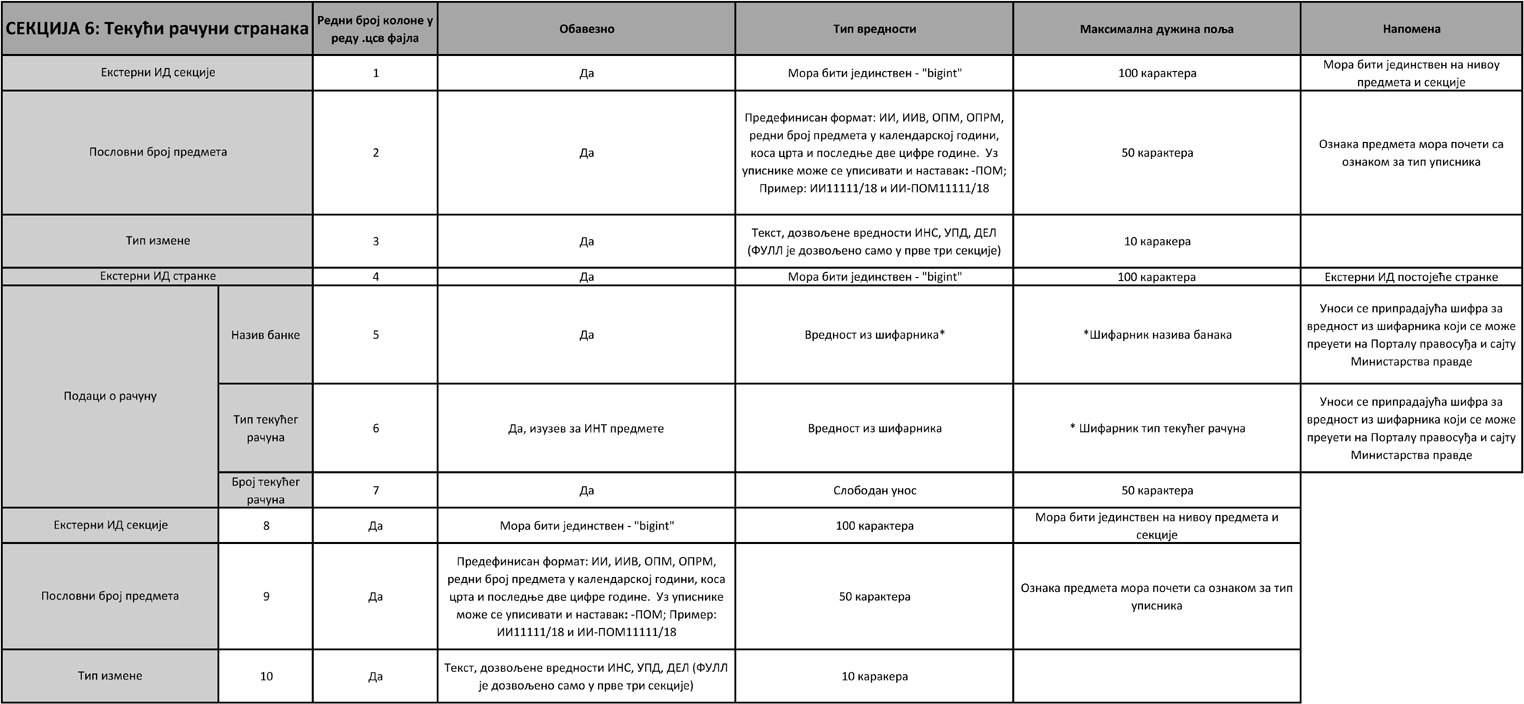 СЕКЦИЈА 6: Текући рачуни странака
Редни број колоне у
реду .цсв фајла
Обавезно
Тип вредности
Максимална дужина поља
Напомена
Екстерни ИД секције
1
Да
Мора бити јединствен - "bigint"
100 карактера
Мора бити јединствен на нивоу
предмета и секције
Пословни број предмета
2
Да
Предефинисан формат: ИИ, ИИВ, ОПМ, ОПРМ,
редни број предмета у календарској години,
коса црта и последње две цифре године.  Уз
уписнике може се уписивати и наставак: -ПОМ;
Пример: ИИ11111/18 и ИИ-ПОМ11111/18
50 карактера
Ознака предмета мора почети са
ознаком за тип уписника
Тип измене
3
Да
Текст, дозвољене вредности ИНС, УПД, ДЕЛ
(ФУЛЛ је дозвољено само у прве три секције)
10 каракера
Екстерни ИД странке
4
Да
Мора бити јединствен - "bigint"
100 карактера
Екстерни ИД постојеће странке
Подаци о рачуну
Назив банке
5
Да
Вредност из шифарника*
*Шифарник назива банака
Уноси се припрадајућа шифра за
вредност из шифарника који се може
преуети на Порталу правосуђа и сајту
Министарства правде
Тип текућег
рачуна
6
Да, изузев за ИНТ предмете
Вредност из шифарника
* Шифарник тип текућег рачуна
Уноси се припрадајућа шифра за
вредност из шифарника који се може
преуети на Порталу правосуђа и сајту
Министарства правде
Број текућег
рачуна
7
Да
Слободан унос
50 карактера
Екстерни ИД секције
8
Да
Мора бити јединствен - "bigint"
100 карактера
Мора бити јединствен на нивоу предмета и
секције
Пословни број предмета
9
Да
Предефинисан формат: ИИ, ИИВ, ОПМ, ОПРМ,
редни број предмета у календарској години, коса
црта и последње две цифре године.  Уз уписнике
може се уписивати и наставак: -ПОМ; Пример:
ИИ11111/18 и ИИ-ПОМ11111/18
50 карактера
Ознака предмета мора почети са ознаком за тип
уписника
Тип измене
10
Да
Текст, дозвољене вредности ИНС, УПД, ДЕЛ (ФУЛЛ
је дозвољено само у прве три секције)
10 каракера